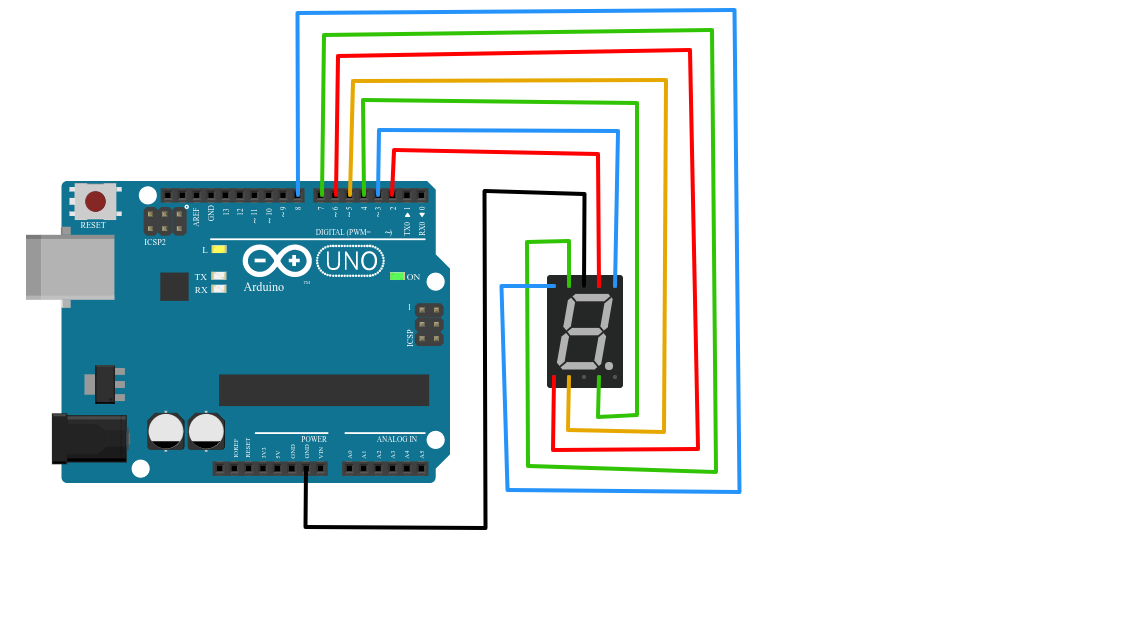 RESET
ICSP2
AREF
GND
13
12
~ 11
~ 10
~ 9
8
7
~ 6
~ 5
4
~ 3
2
TX0 ▶ 1
RX0 ◀ 0
DIGITAL (PWM~
L
TX
RX
UNO
ON
Arduino
TM
1
ICSP
POWER
ANALOG IN
IOREF
RESET
3V3
5V
GND
GND
VIN
A0
A1
A2
A3
A4
A5